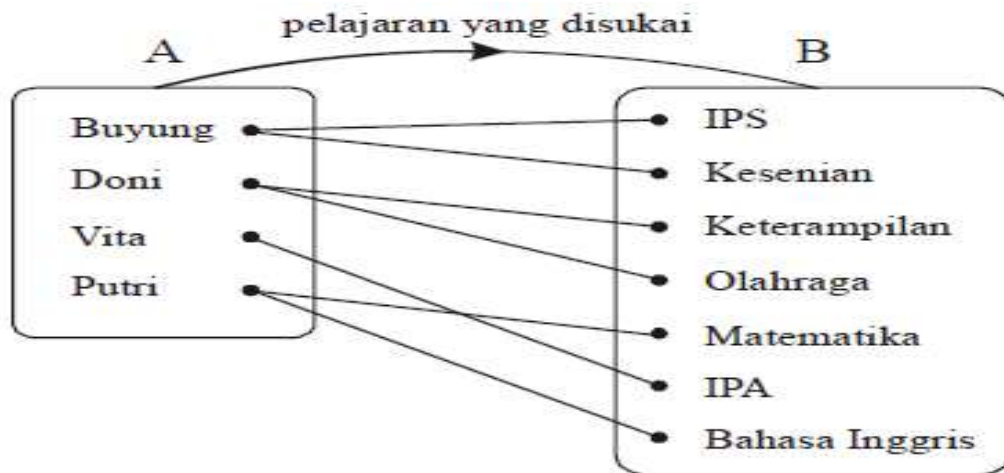 pelajaran yang disukai
A
B
Buyung
Doni
Vita
Putri
IPS
Kesenian
Keterampilan
Olahraga
Matematika
IPA
Bahasa Inggris